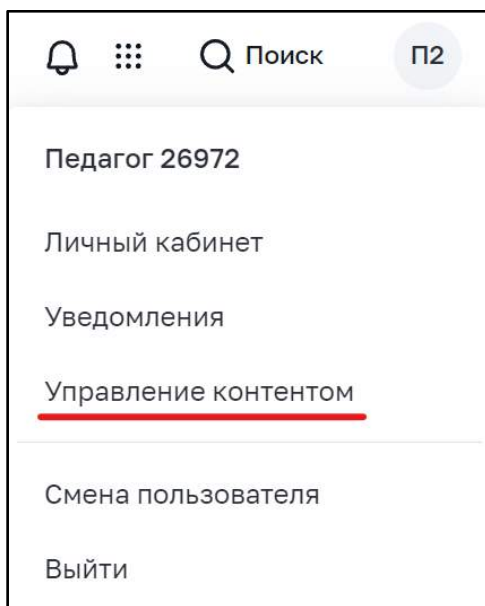 Поиск П2
Педагог 26972
Личный кабинет
Уведомления
Управление контентом
Смена пользователя
Выйти